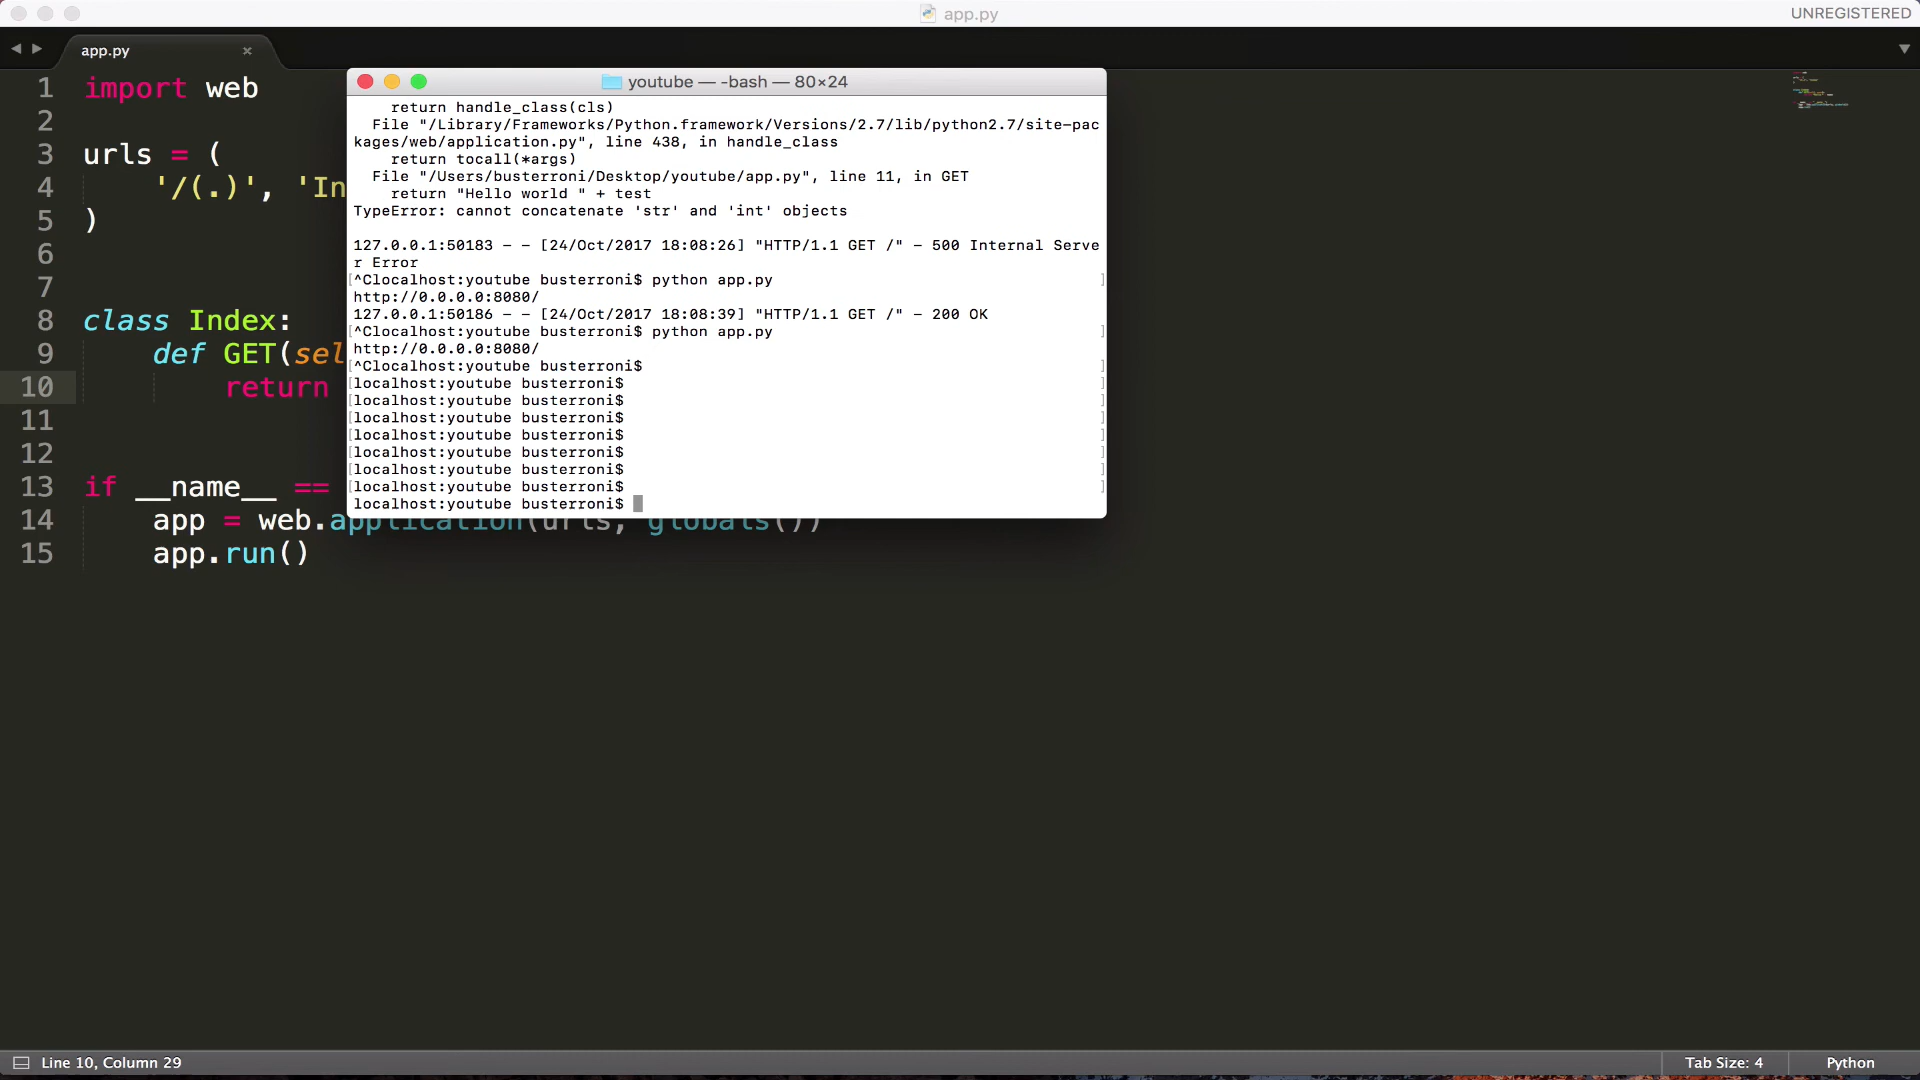 app.py
UNREGISTERED
app.py ×
1 import web
2
3 urls = (
4 '/(.)', 'In
5 )
6
7
8 class Index:
9 def GET(sel
10 return
11
12
13 if __name__ ==
14 app = web.application(urls, globals())
15 app.run()
youtube — -bash — 80×24
return handle_class(cls)
File "/Library/Frameworks/Python.framework/Versions/2.7/lib/python2.7/site-pac
kages/web/application.py", line 438, in handle_class
return tocall(*args)
File "/Users/busterroni/Desktop/youtube/app.py", line 11, in GET
return "Hello world " + test
TypeError: cannot concatenate 'str' and 'int' objects
127.0.0.1:50183 - - [24/Oct/2017 18:08:26] "HTTP/1.1 GET /" - 500 Internal Serve
r Error
[^Clocalhost:youtube busterroni$ python app.py ]
http://0.0.0.0:8080/
127.0.0.1:50186 - - [24/Oct/2017 18:08:39] "HTTP/1.1 GET /" - 200 OK
[^Clocalhost:youtube busterroni$ python app.py ]
http://0.0.0.0:8080/
[^Clocalhost:youtube busterroni$ ]
[localhost:youtube busterroni$ ]
[localhost:youtube busterroni$ ]
[localhost:youtube busterroni$ ]
[localhost:youtube busterroni$ ]
[localhost:youtube busterroni$ ]
[localhost:youtube busterroni$ ]
[localhost:youtube busterroni$ ]
localhost:youtube busterroni$
Line 10, Column 29
Tab Size: 4
Python